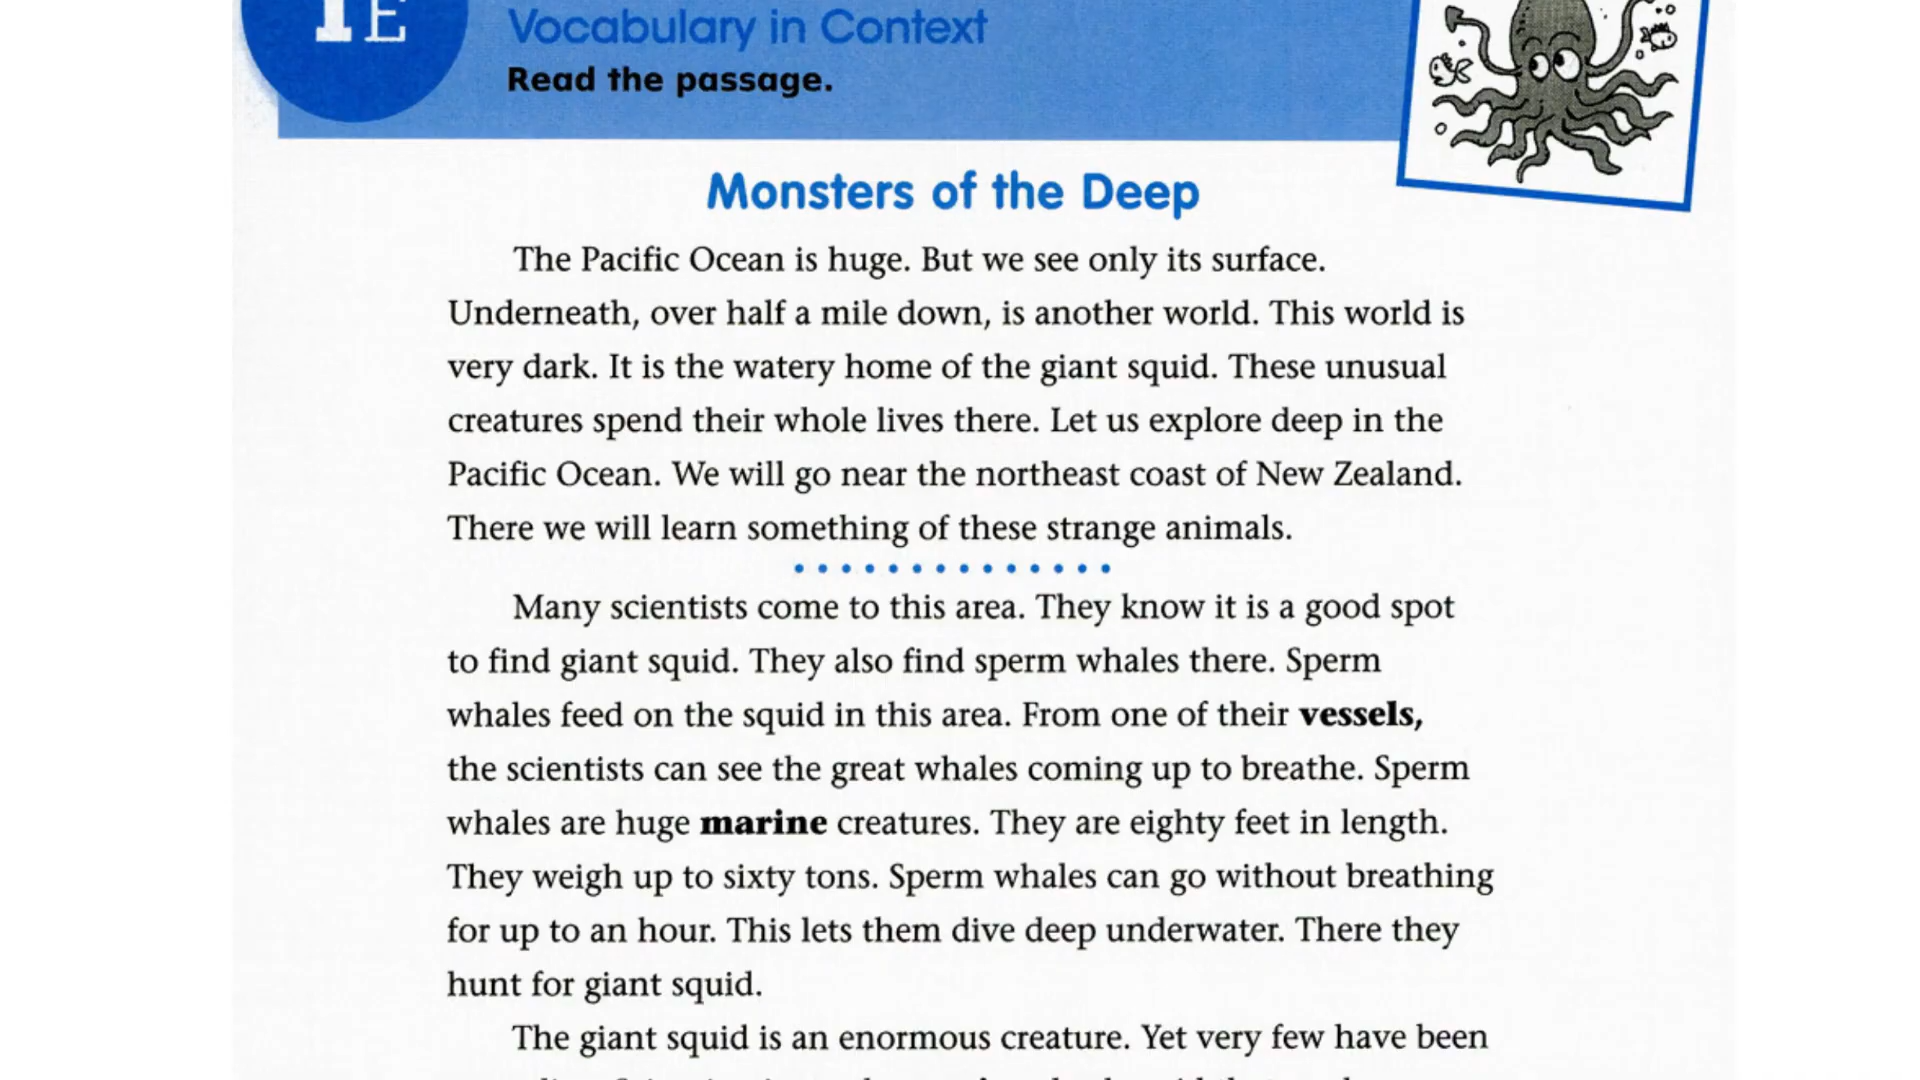 1E
Vocabulary in Context
Read the passage.
Monsters of the Deep
The Pacific Ocean is huge. But we see only its surface.
Underneath, over half a mile down, is another world. This world is
very dark. It is the watery home of the giant squid. These unusual
creatures spend their whole lives there. Let us explore deep in the
Pacific Ocean. We will go near the northeast coast of New Zealand.
There we will learn something of these strange animals.
Many scientists come to this area. They know it is a good spot
to find giant squid. They also find sperm whales there. Sperm
whales feed on the squid in this area. From one of their vessels,
the scientists can see the great whales coming up to breathe. Sperm
whales are huge marine creatures. They are eighty feet in length.
They weigh up to sixty tons. Sperm whales can go without breathing
for up to an hour. This lets them dive deep underwater. There they
hunt for giant squid.
The giant squid is an enormous creature. Yet very few have been